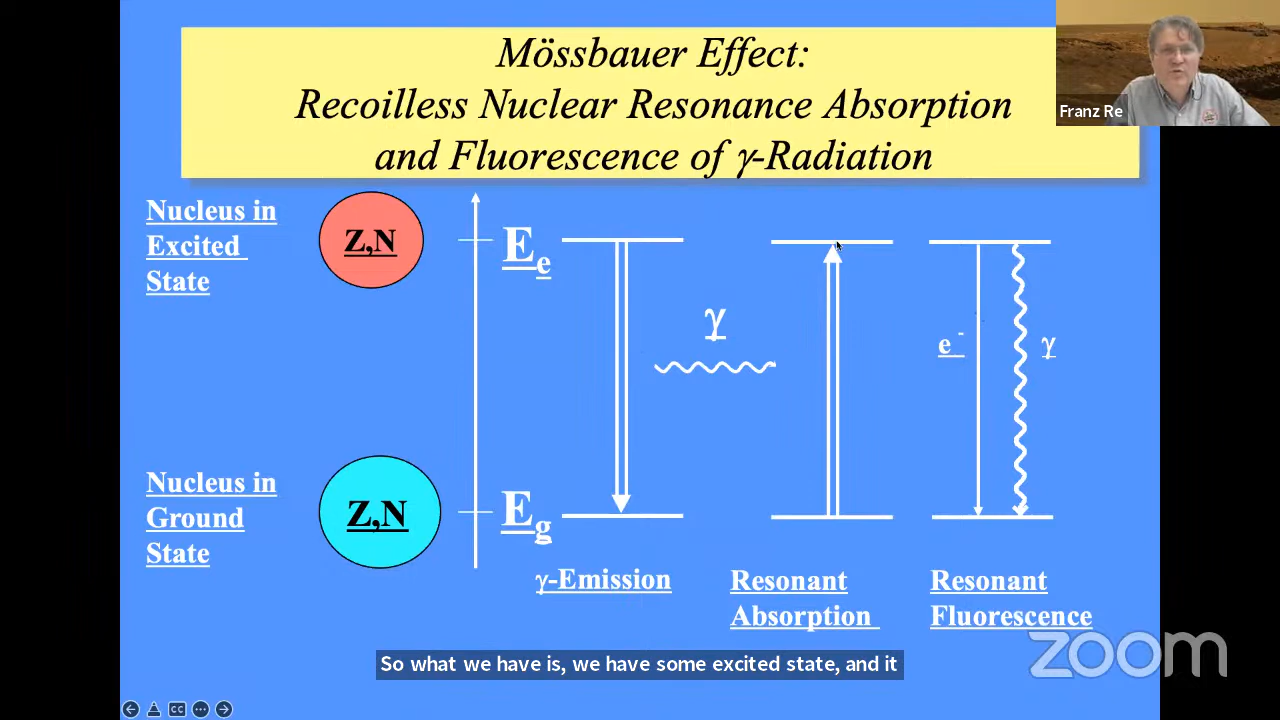 Mössbauer Effect:
Recoilless Nuclear Resonance Absorption
and Fluorescence of γ-Radiation
Franz Re
Nucleus in
Excited
State
Z,N
Ee
γ
e-
γ
Nucleus in
Ground
State
Z,N
Eg
γ-Emission
Resonant
Absorption
Resonant
Fluorescence
zoom
So what we have is, we have some excited state, and it
CC